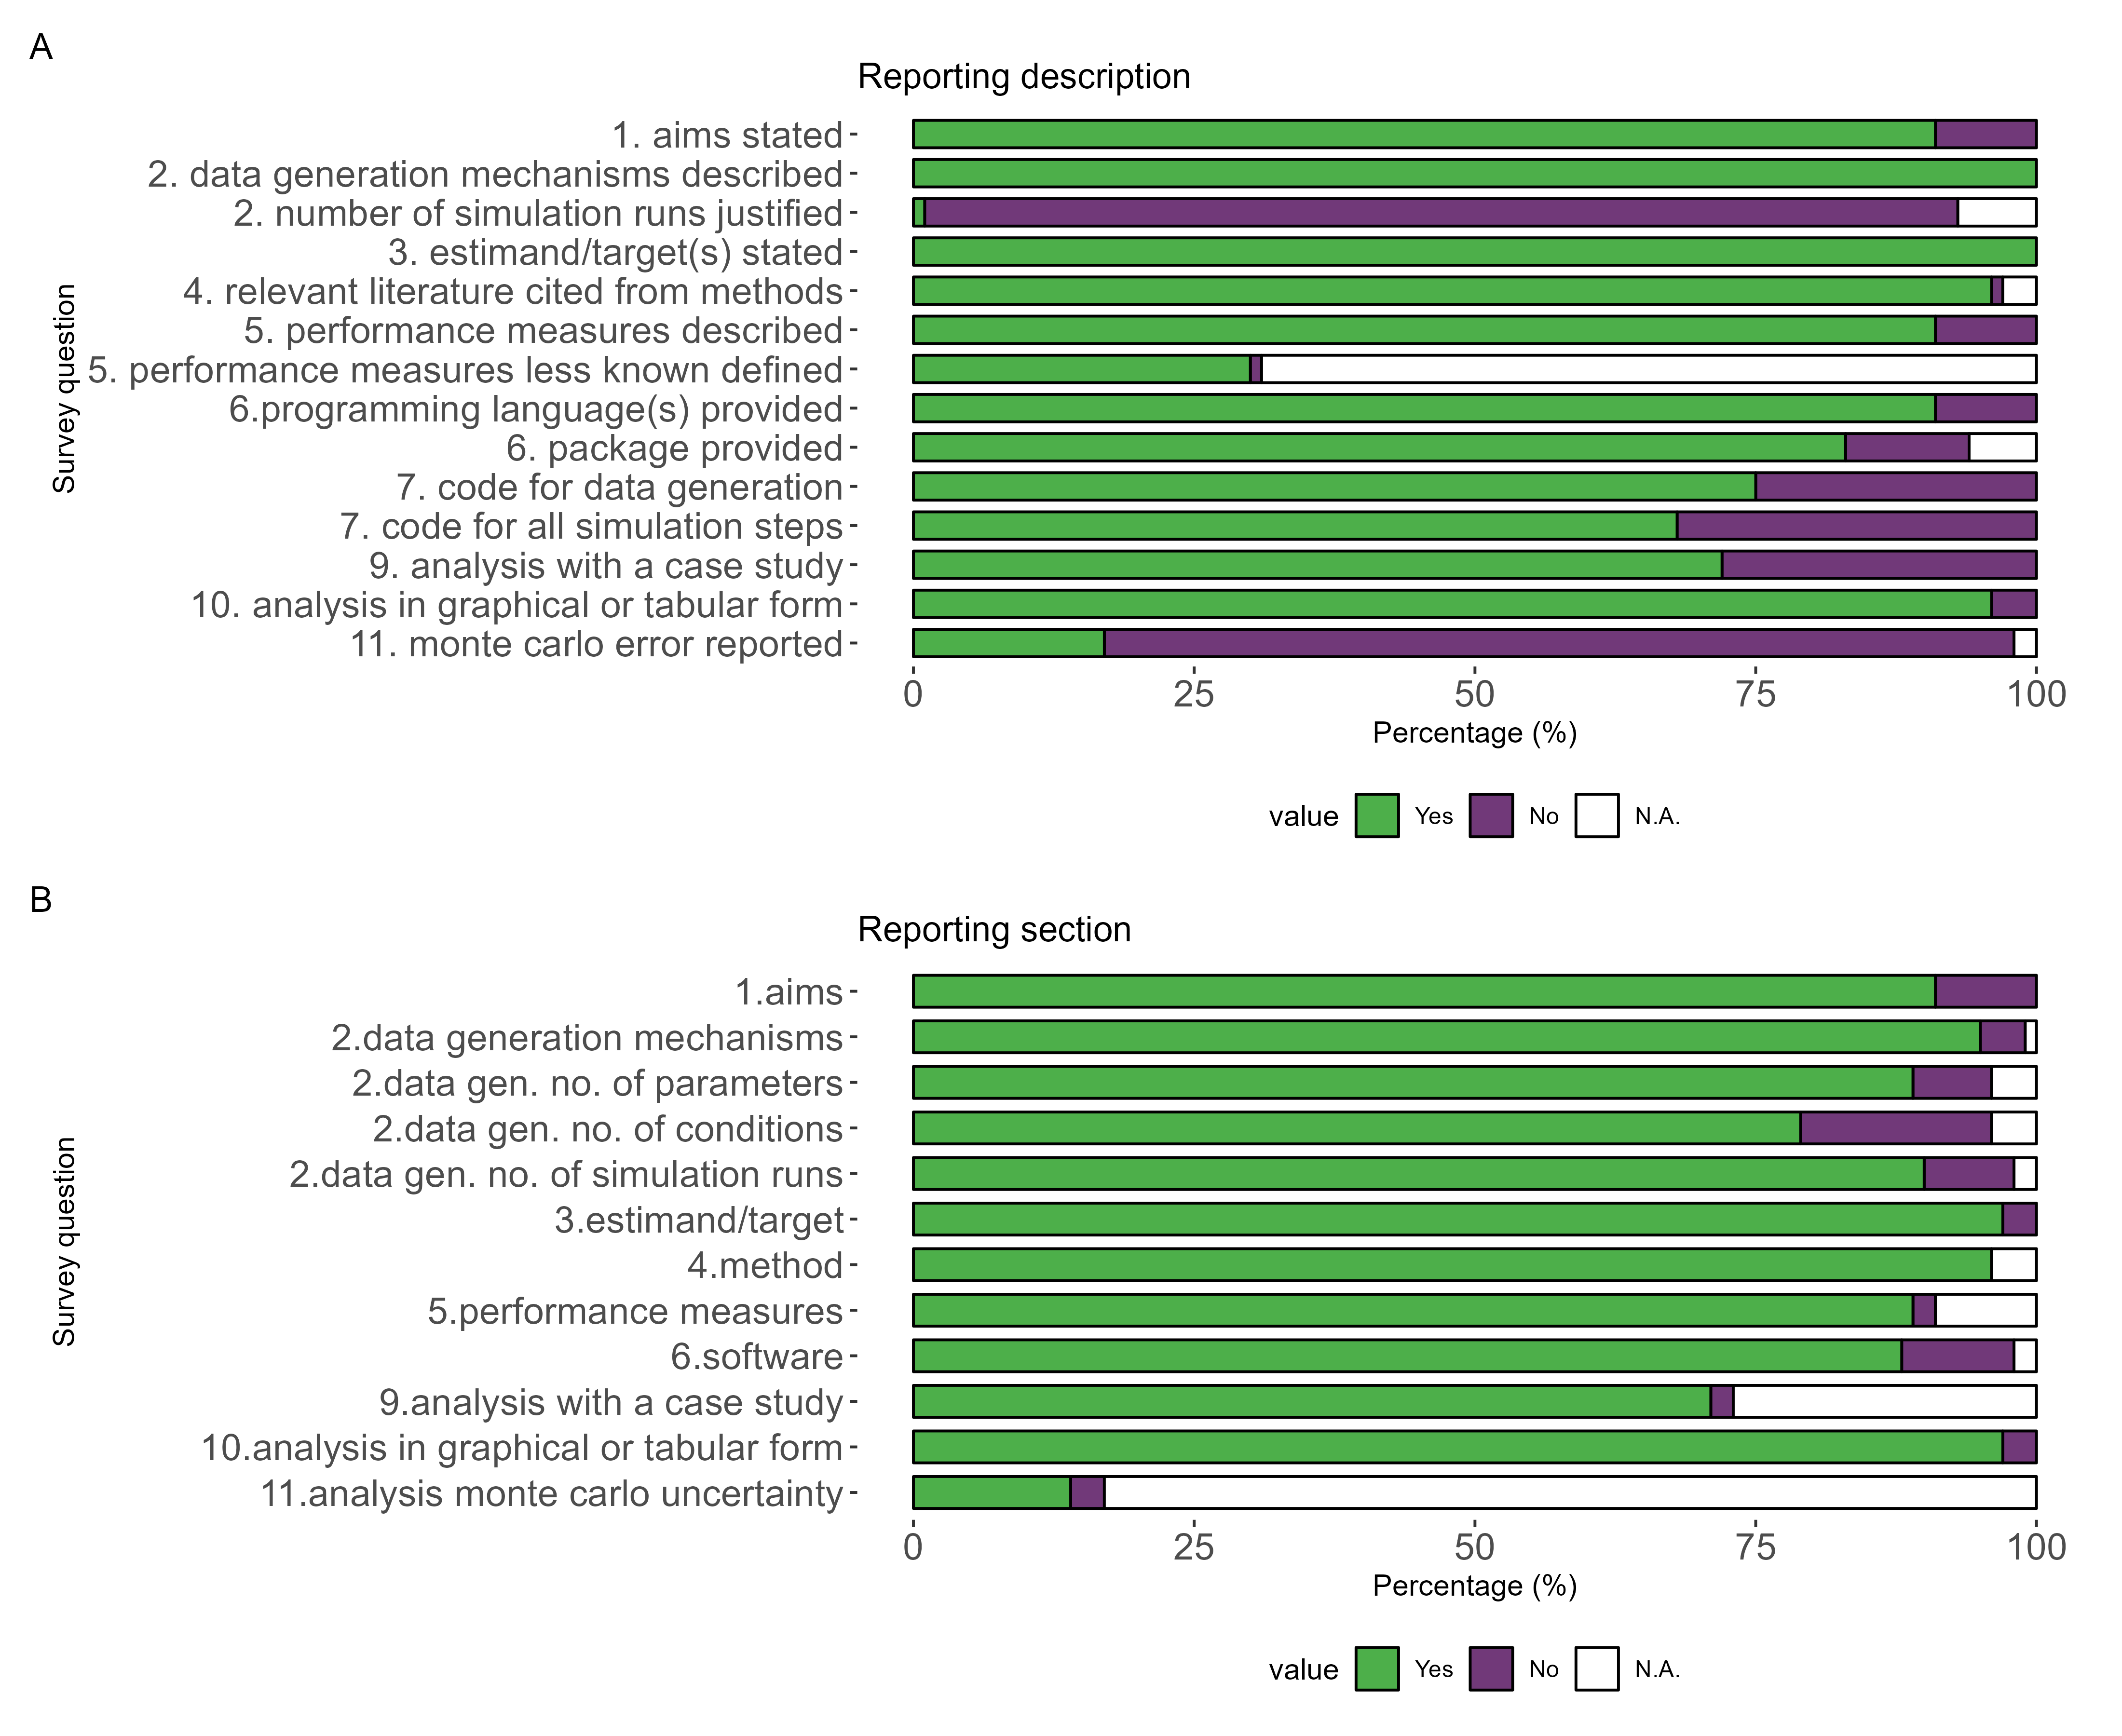 A
Reporting description
Survey question
1. aims stated
2. data generation mechanisms described
2. number of simulation runs justified
3. estimand/target(s) stated
4. relevant literature cited from methods
5. performance measures described
5. performance measures less known defined
6.programming language(s) provided
6. package provided
7. code for data generation
7. code for all simulation steps
9. analysis with a case study
10. analysis in graphical or tabular form
11. monte carlo error reported
0 25 50 75 100
Percentage (%)
value Yes No N.A.
B
Reporting section
Survey question
1.aims
2.data generation mechanisms
2.data gen. no. of parameters
2.data gen. no. of conditions
2.data gen. no. of simulation runs
3.estimand/target
4.method
5.performance measures
6.software
9.analysis with a case study
10.analysis in graphical or tabular form
11.analysis monte carlo uncertainty
0 25 50 75 100
Percentage (%)
value Yes No N.A.